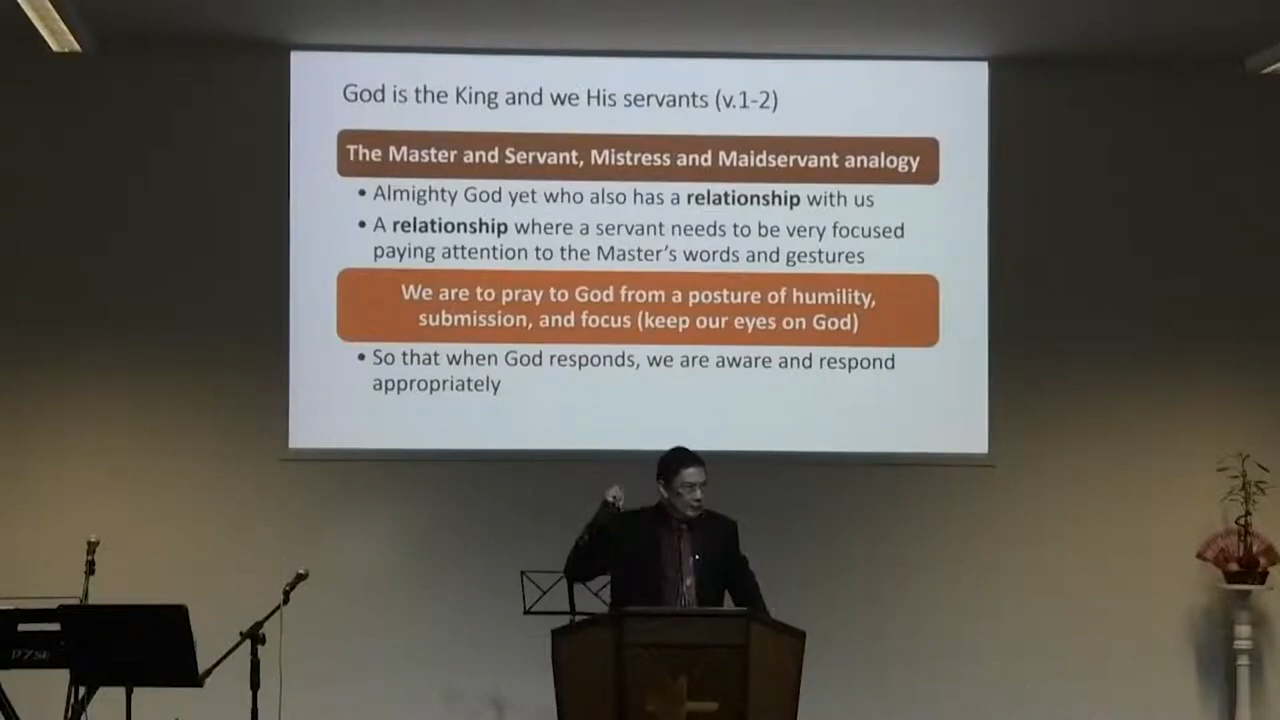 God is the King and we His servants (v.1-2)
The Master and Servant, Mistress and Maidservant analogy
• Almighty God yet who also has a relationship with us
• A relationship where a servant needs to be very focused
paying attention to the Master's words and gestures
We are to pray to God from a posture of humility,
submission, and focus (keep our eyes on God)
• So that when God responds, we are aware and respond
appropriately